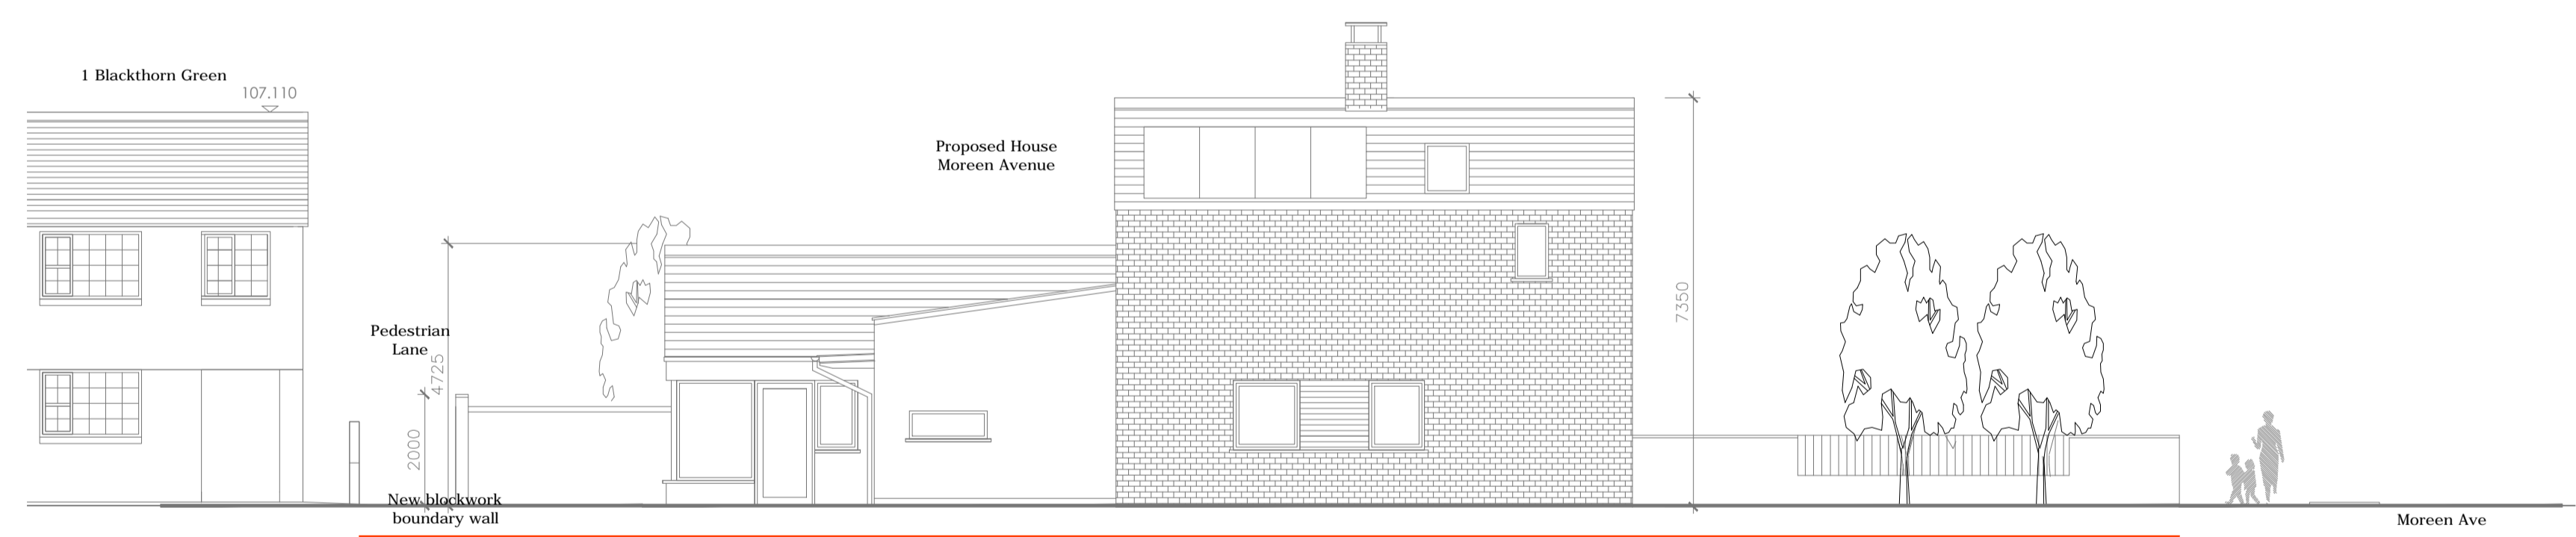 1 Blackthorn Green
107.110
Proposed House
Moreen Avenue
Pedestrian
Lane
4725
2000
New blockwork
boundary wall
7350
Moreen Ave